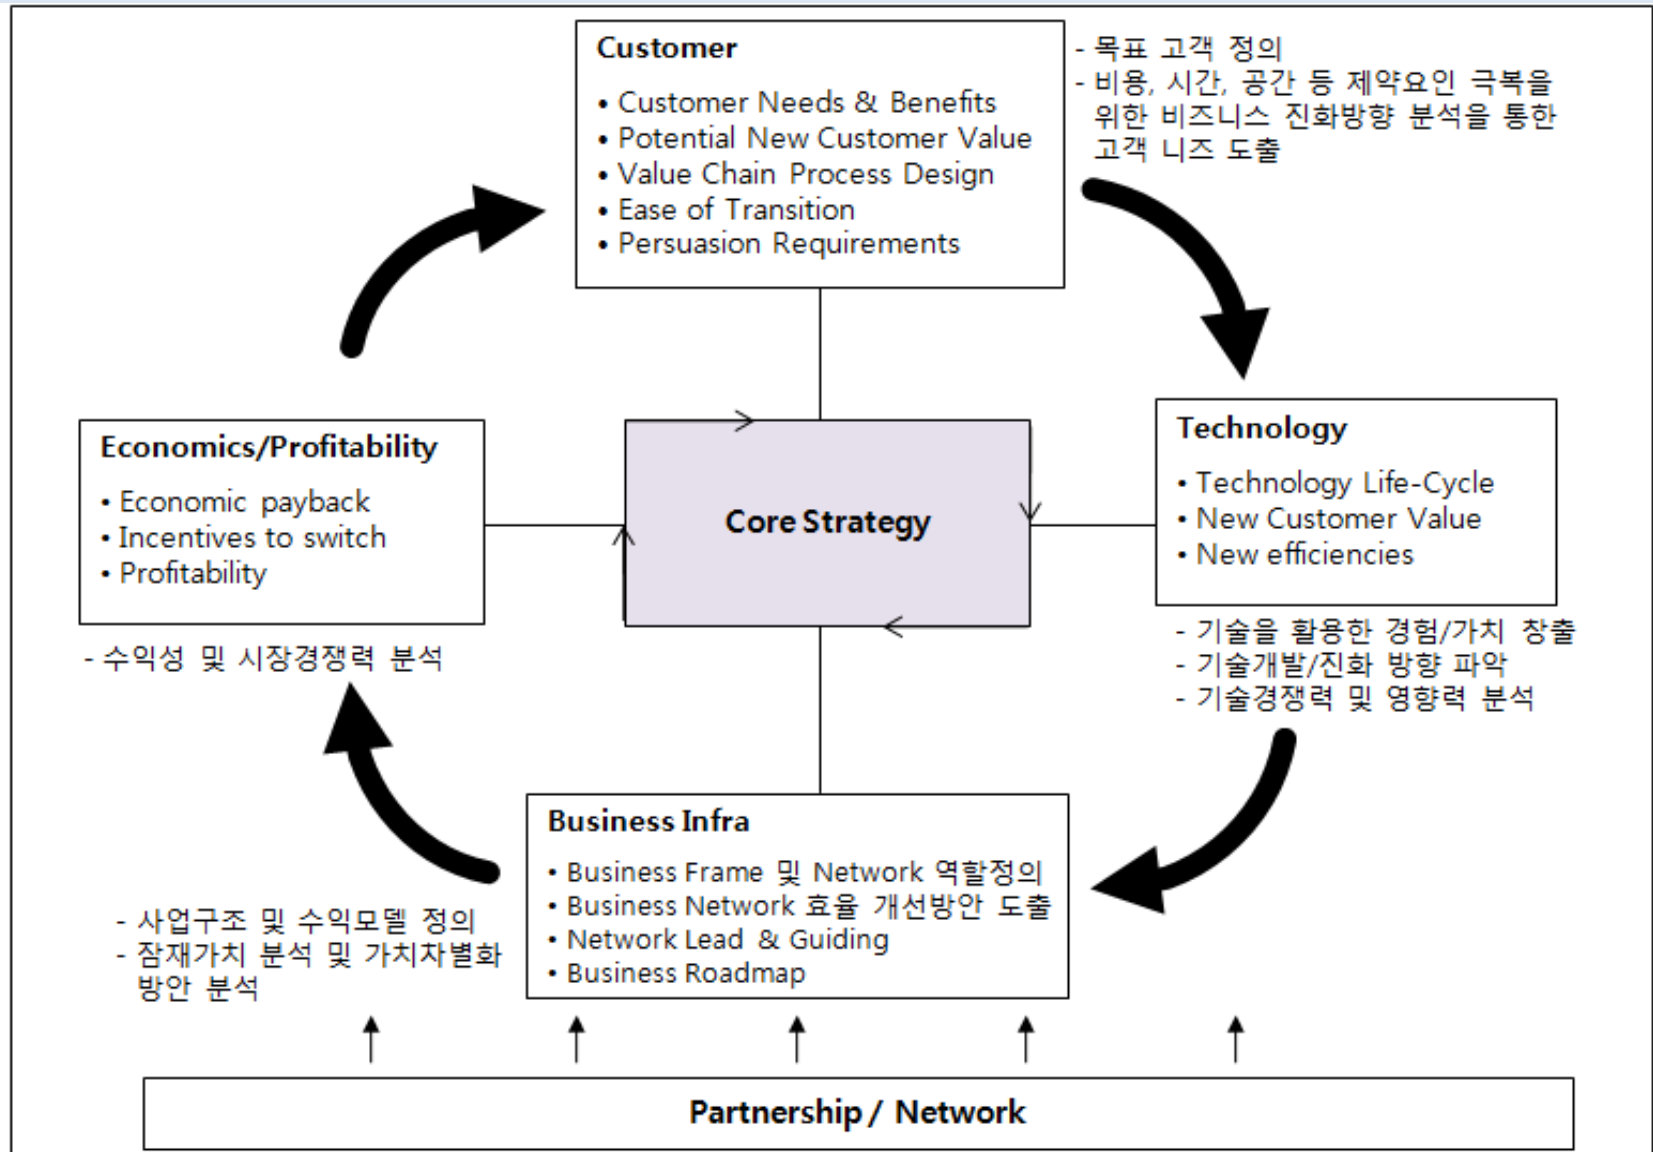 Customer
• Customer Needs & Benefits
• Potential New Customer Value
• Value Chain Process Design
• Ease of Transition
• Persuasion Requirements
- 목표 고객 정의
- 비용, 시간, 공간 등 제약요인 극복을
위한 비즈니스 진화방향 분석을 통한
고객 니즈 도출
Economics/Profitability
• Economic payback
• Incentives to switch
• Profitability
- 수익성 및 시장경쟁력 분석
Core Strategy
Technology
• Technology Life-Cycle
• New Customer Value
• New efficiencies
- 기술을 활용한 경험/가치 창출
- 기술개발/진화 방향 파악
- 기술경쟁력 및 영향력 분석
Business Infra
• Business Frame 및 Network 역할정의
• Business Network 효율 개선방안 도출
• Network Lead & Guiding
• Business Roadmap
- 사업구조 및 수익모델 정의
- 잠재가치 분석 및 가치차별화
방안 분석
Partnership / Network